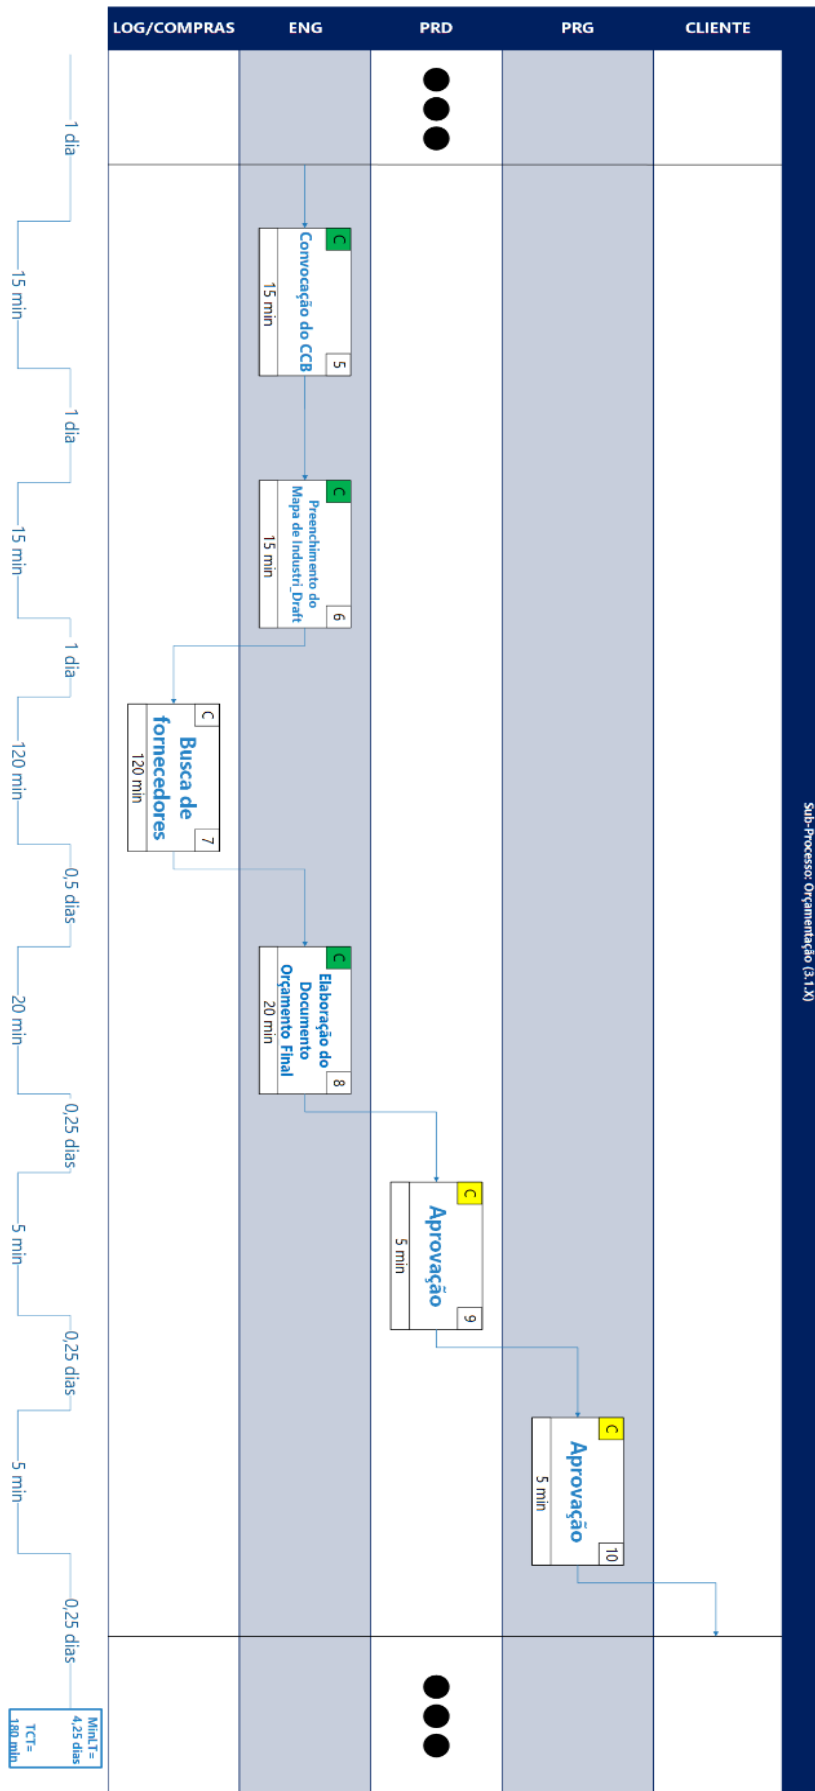 Sub-Processo: Orçamentação (3.1.X)
LOG/COMPRAS
ENG
PRD
PRG
CLIENTE
C
5
Convocação do CCB
15 min
C
6
Preenchimento do
Mapa de Industri_Draft
15 min
C
7
Busca de
fornecedores
120 min
C
8
Elaboração do
Documento
Orçamento_Final
20 min
C
9
Aprovação
5 min
C
10
Aprovação
5 min
1 dia
15 min
1 dia
15 min
1 dia
120 min
0,5 dias
20 min
0,25 dias
5 min
0,25 dias
5 min
0,25 dias
MinLT=
4,25 dias
TCT=
180 min